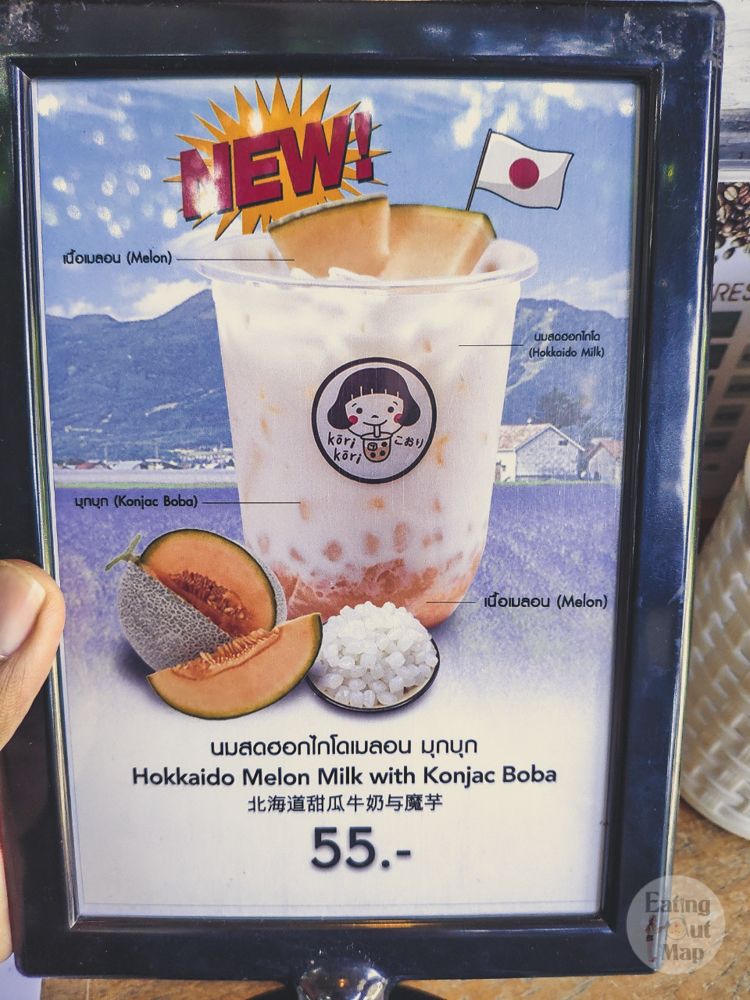 NEW!
เนื้อเมลอน (Melon)
นมสดฮอกไกโด
(Hokkaido Milk)
kōri
kōri
こおり
มุกบุก (Konjac Boba)
เนื้อเมลอน (Melon)
นมสดฮอกไกโดเมลอน มุกบุก
Hokkaido Melon Milk with Konjac Boba
北海道甜瓜牛奶与魔芋
55.-
RES
Eating
Out
Map